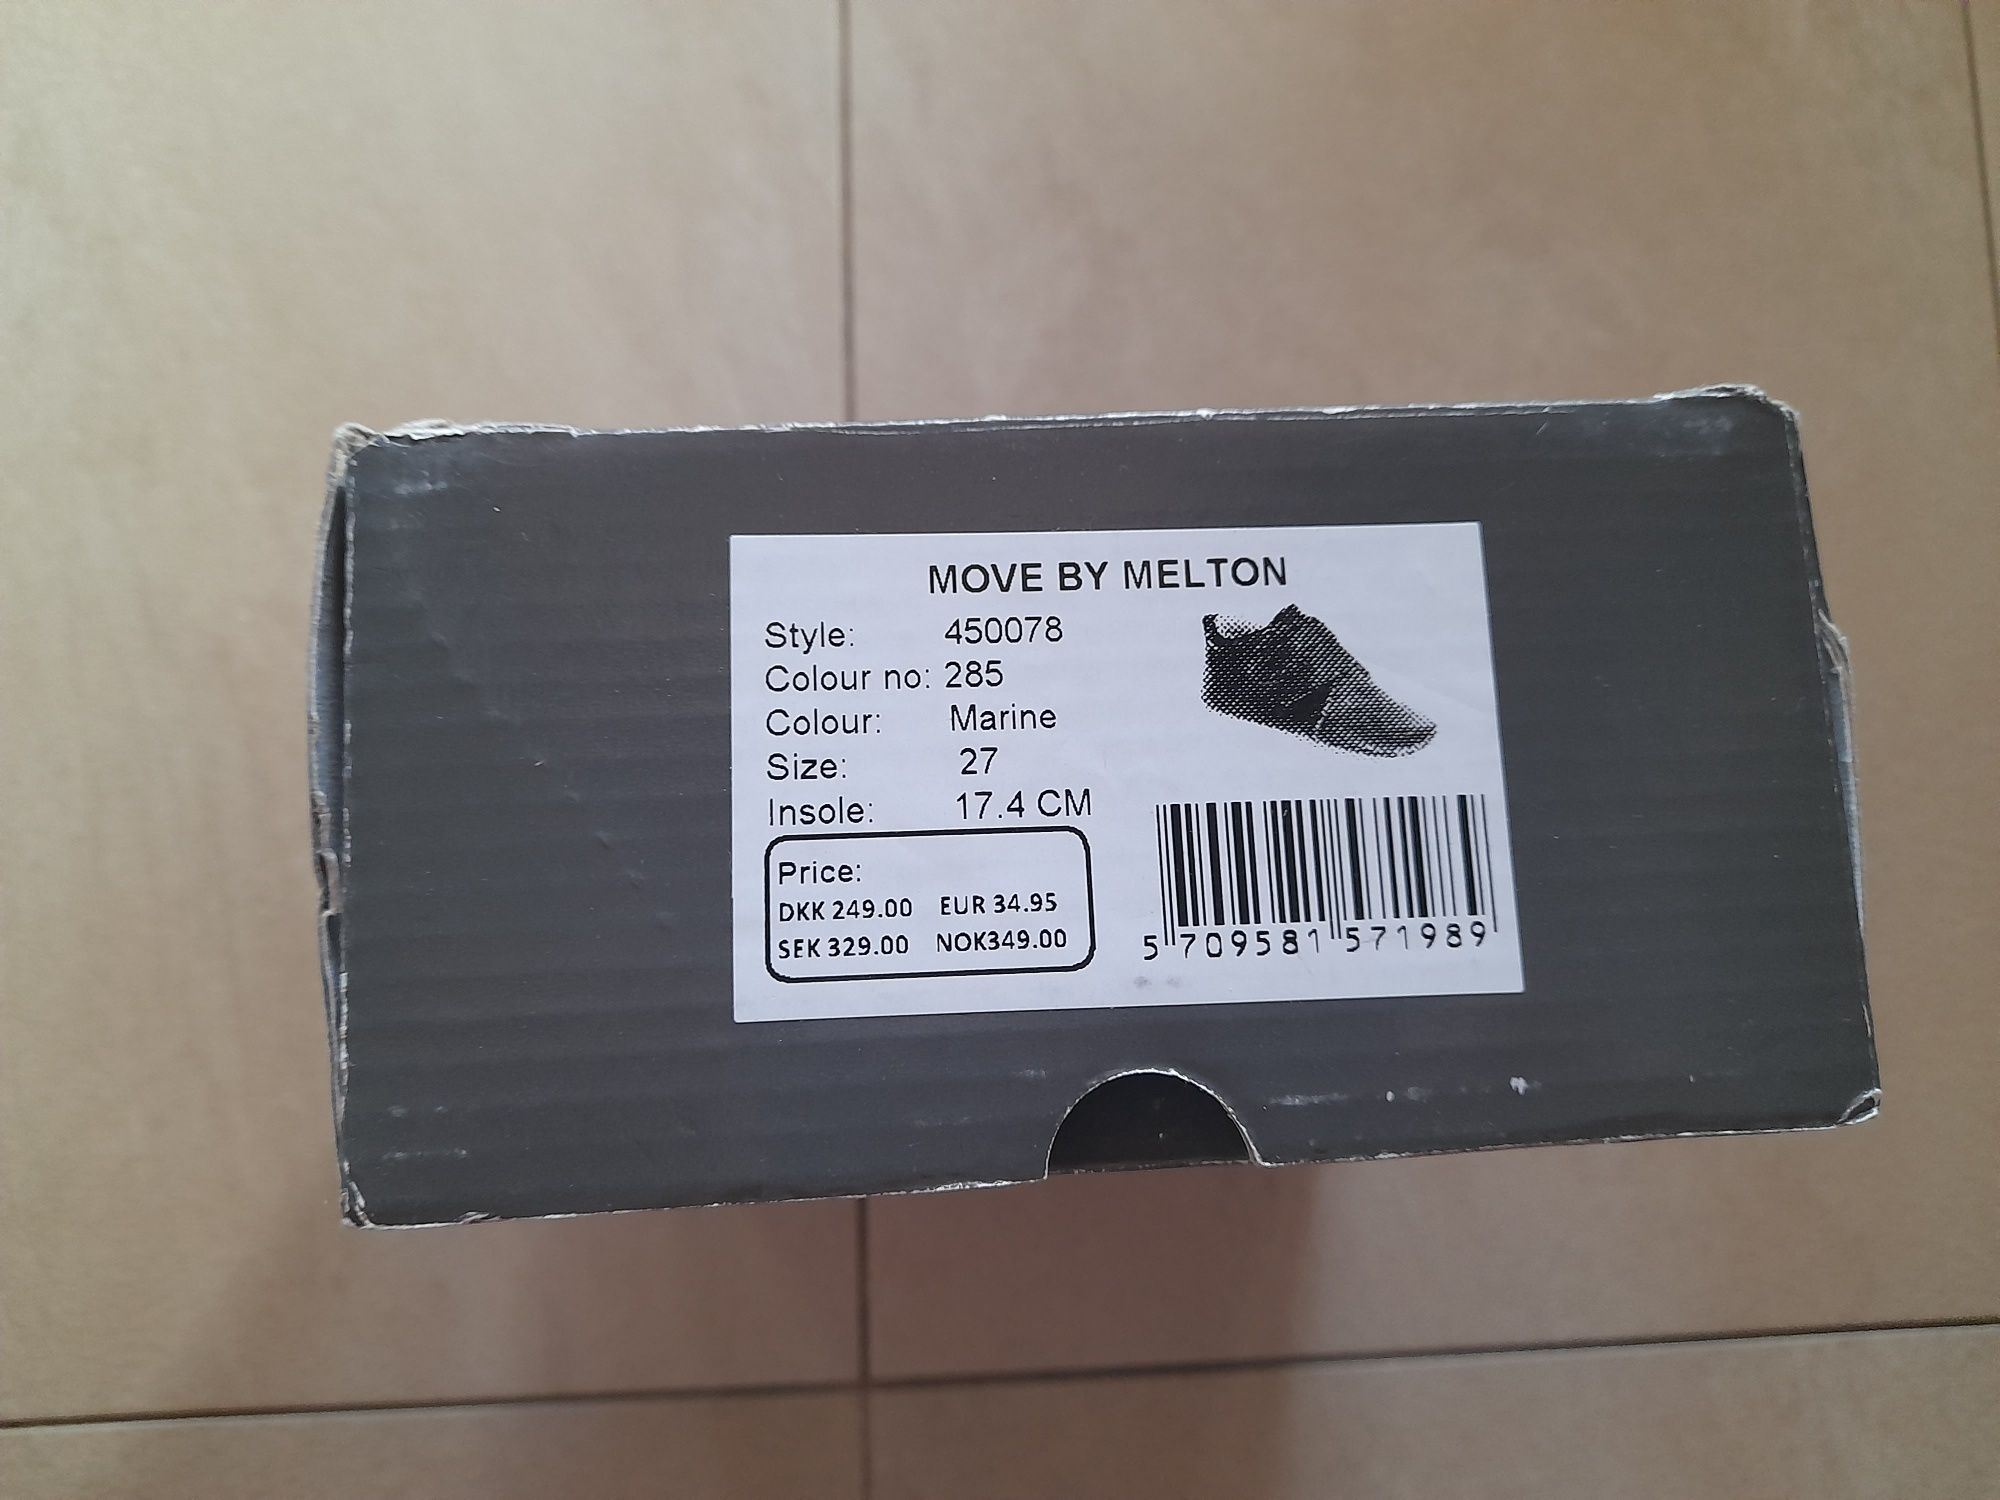 MOVE BY MELTON
Style: 450078
Colour no: 285
Colour: Marine
Size: 27
Insole: 17.4 CM
Price:
DKK 249.00 EUR 34.95
SEK 329.00 NOK349.00
5 709581 571989